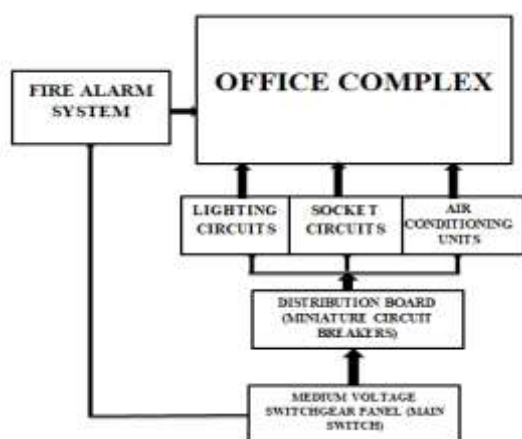 OFFICE COMPLEX
FIRE ALARM
SYSTEM
LIGHTING
CIRCUITS
SOCKET
CIRCUITS
AIR
CONDITIONING
UNITS
DISTRIBUTION BOARD
(MINIATURE CIRCUIT
BREAKERS)
MEDIUM VOLTAGE
SWITCHGEAR PANEL (MAIN
SWITCH)